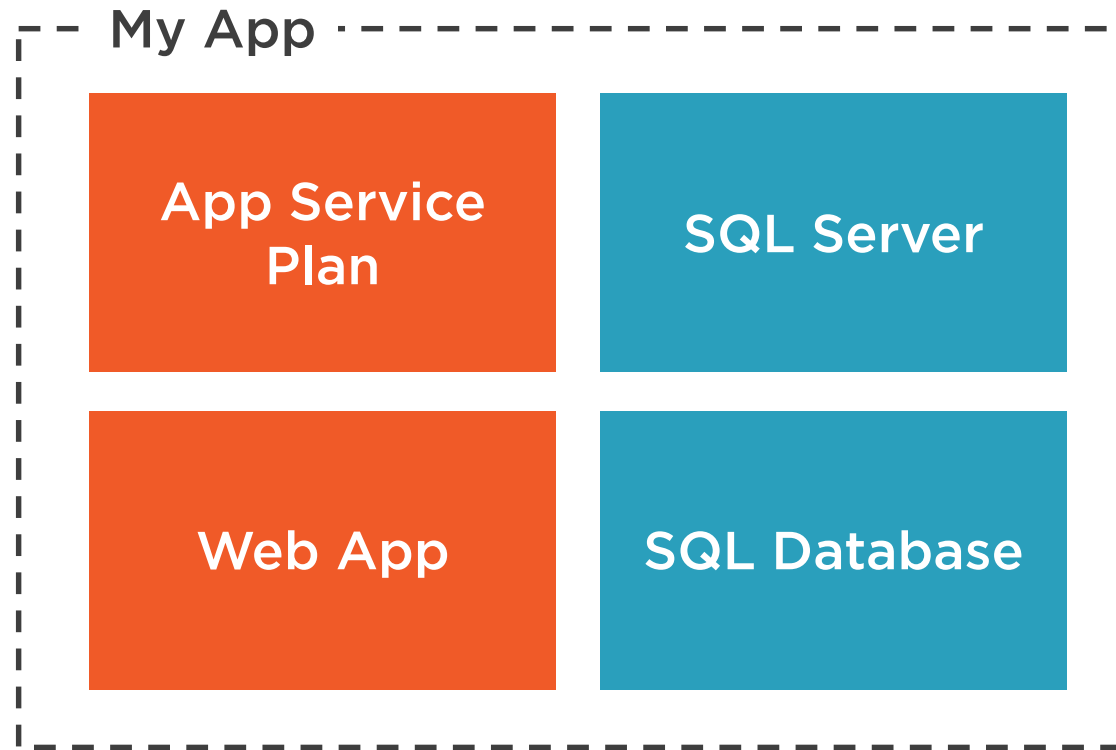 My App
App Service
Plan
SQL Server
Web App
SQL Database